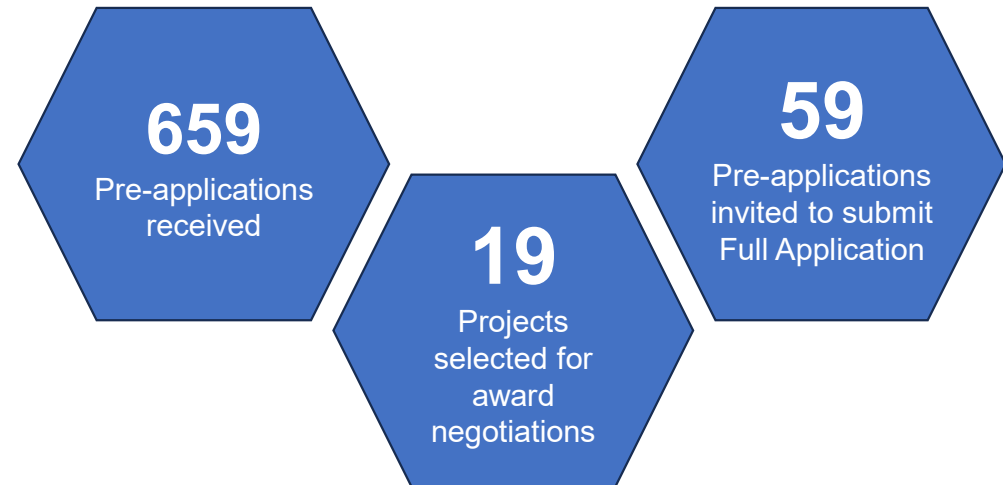 659
Pre-applications
received
19
Projects
selected for
award
negotiations
59
Pre-applications
invited to submit
Full Application